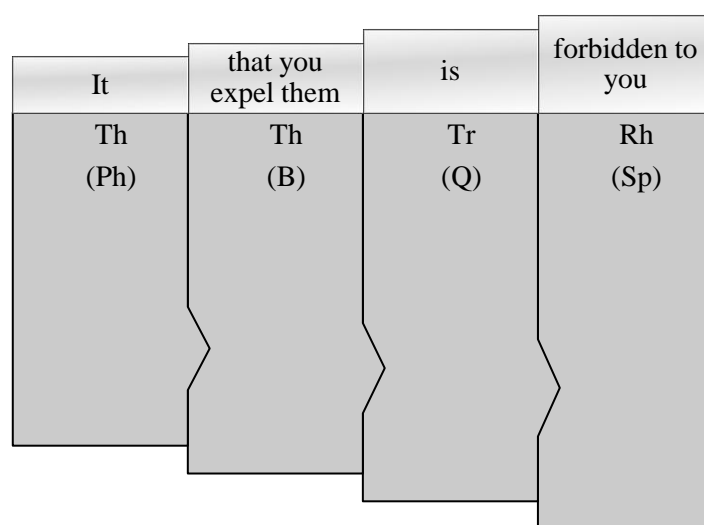 It
that you
expel them
is
forbidden to
you
Th
(Ph)
Th
(B)
Tr
(Q)
Rh
(Sp)